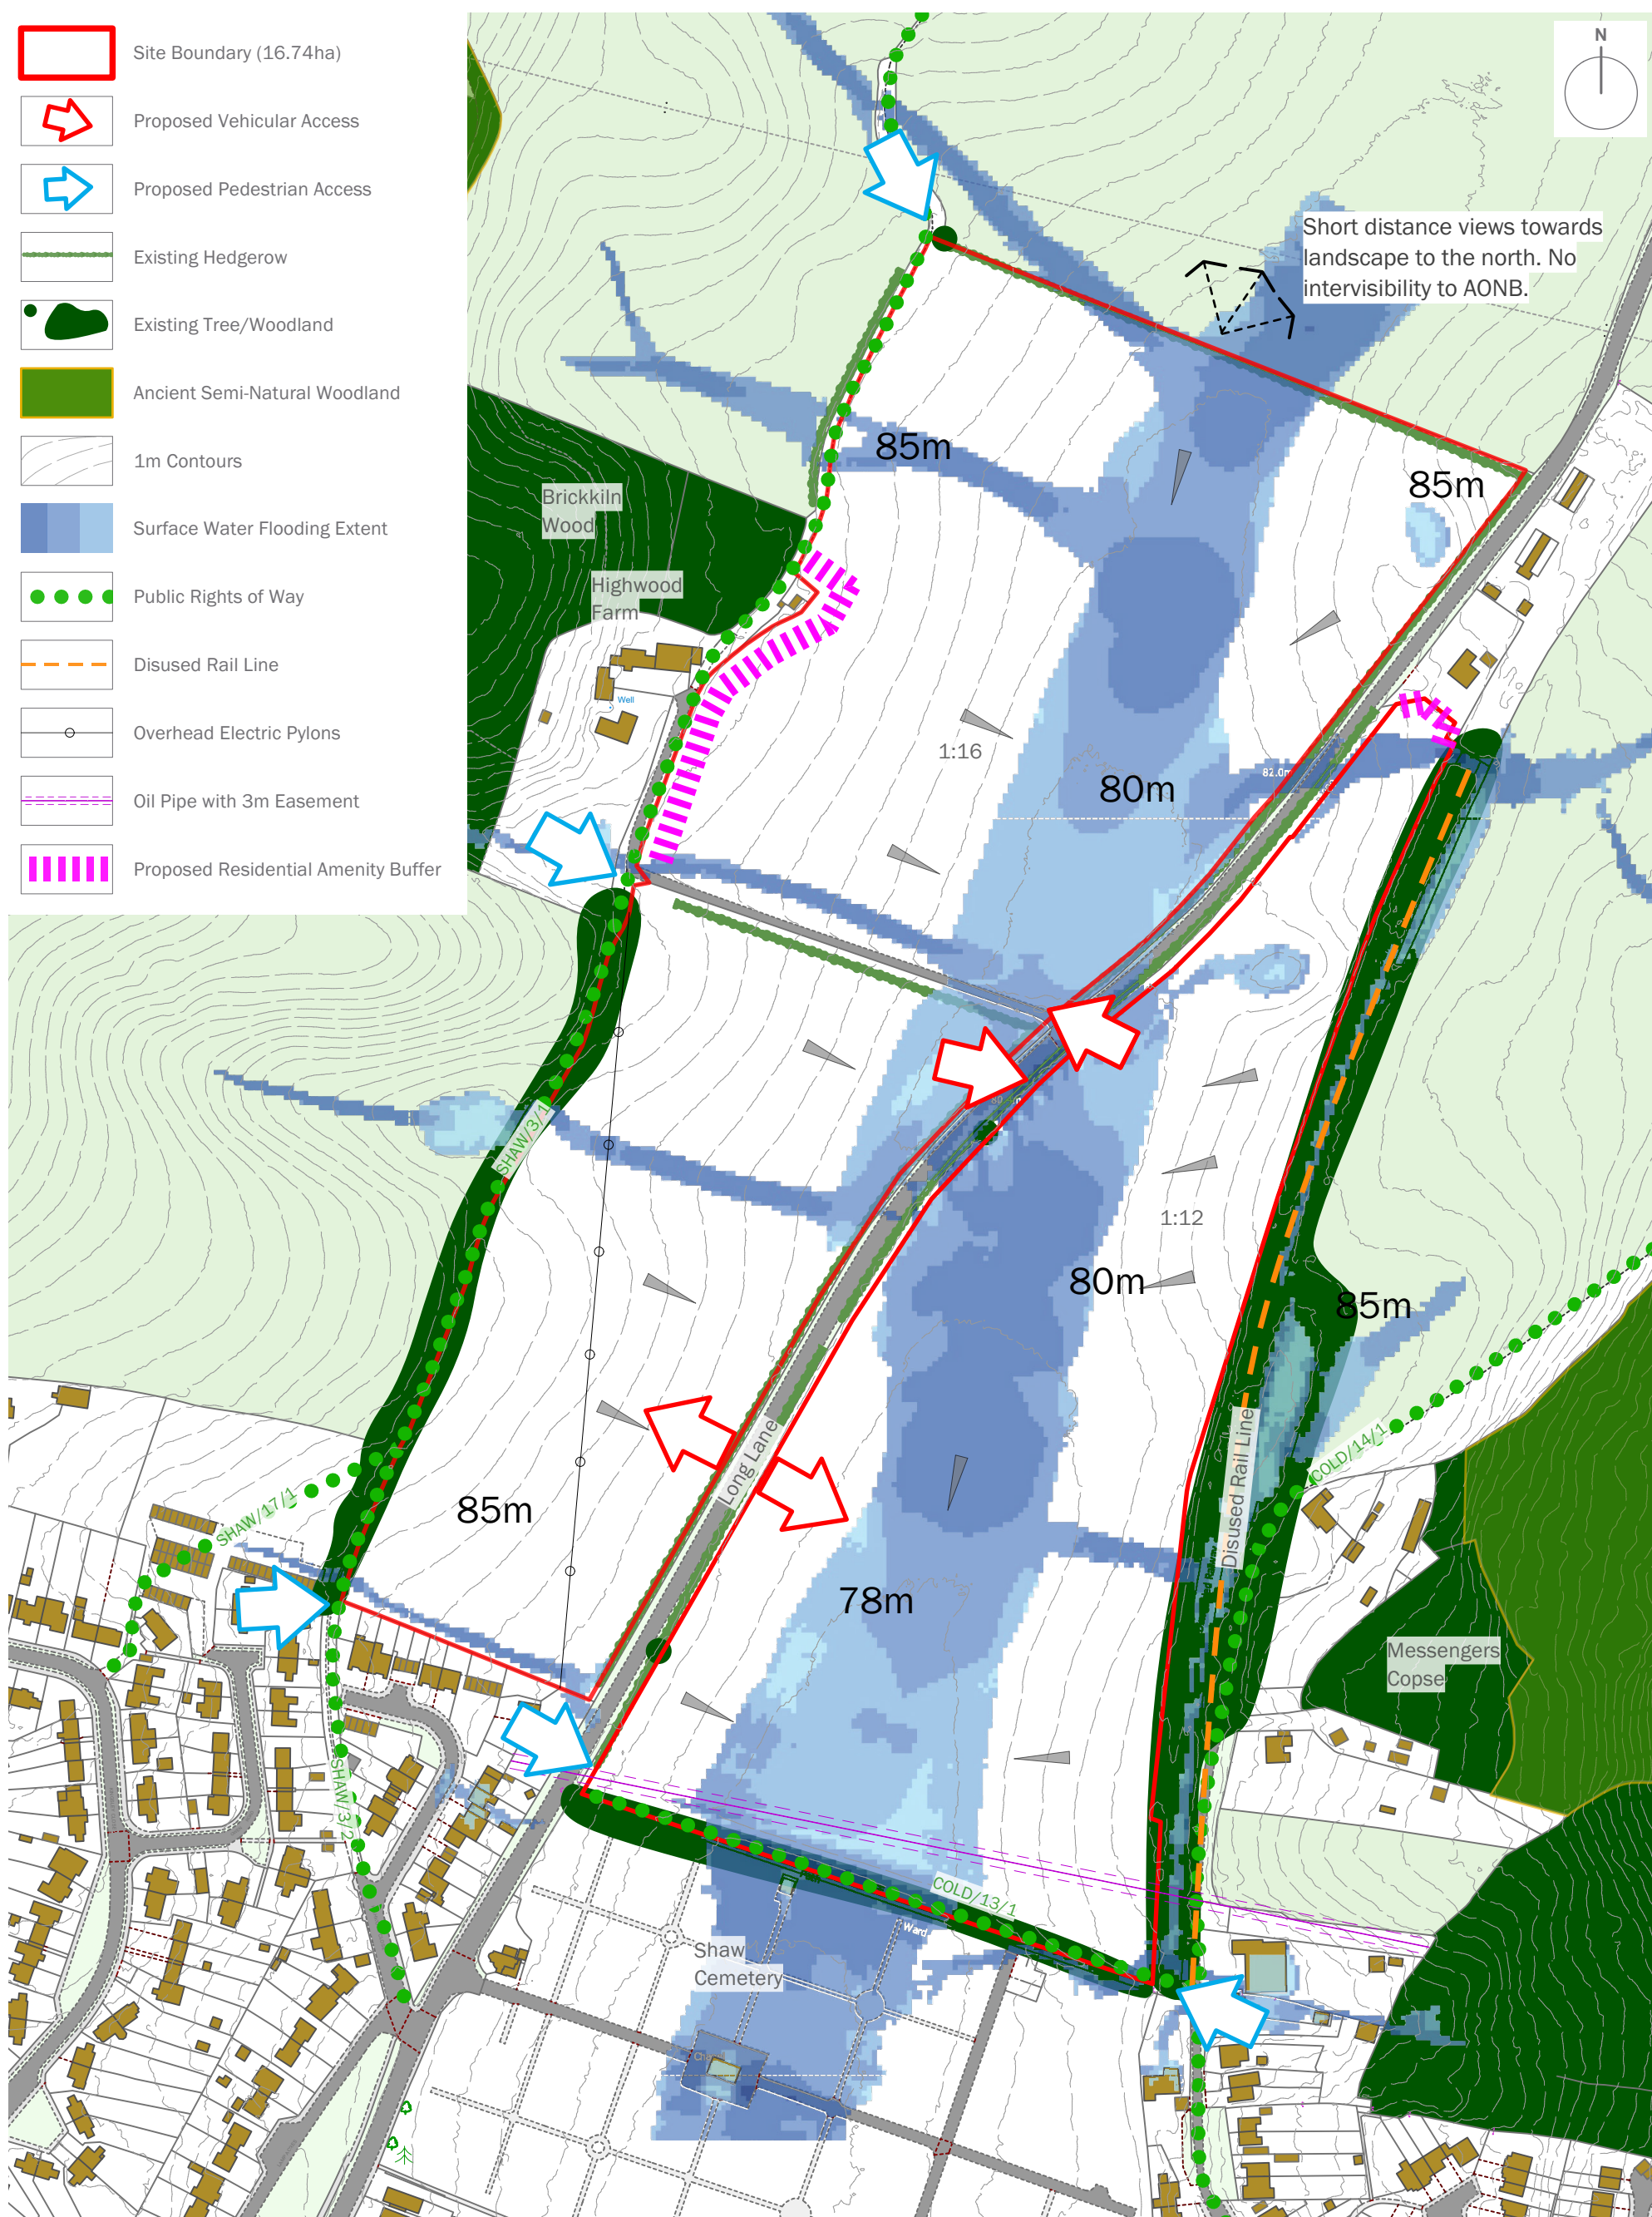 Site Boundary (16.74ha)
Proposed Vehicular Access
Proposed Pedestrian Access
Existing Hedgerow
Existing Tree/Woodland
Ancient Semi-Natural Woodland
1m Contours
Surface Water Flooding Extent
Public Rights of Way
Disused Rail Line
Overhead Electric Pylons
Oil Pipe with 3m Easement
Proposed Residential Amenity Buffer
N
Short distance views towards
landscape to the north. No
intervisibility to AONB.
85m
85m
Brickkiln
Wood
Highwood
Farm
Well
1:16
82.0m
80m
SHAW/3/1
1:12
80m
85m
Long Lane
Disused Rail Line
COLD/14/1
85m
SHAW/17/1
78m
Messengers
Copse
SHAW/3/2
COLD/13/1
Ward
Shaw
Cemetery